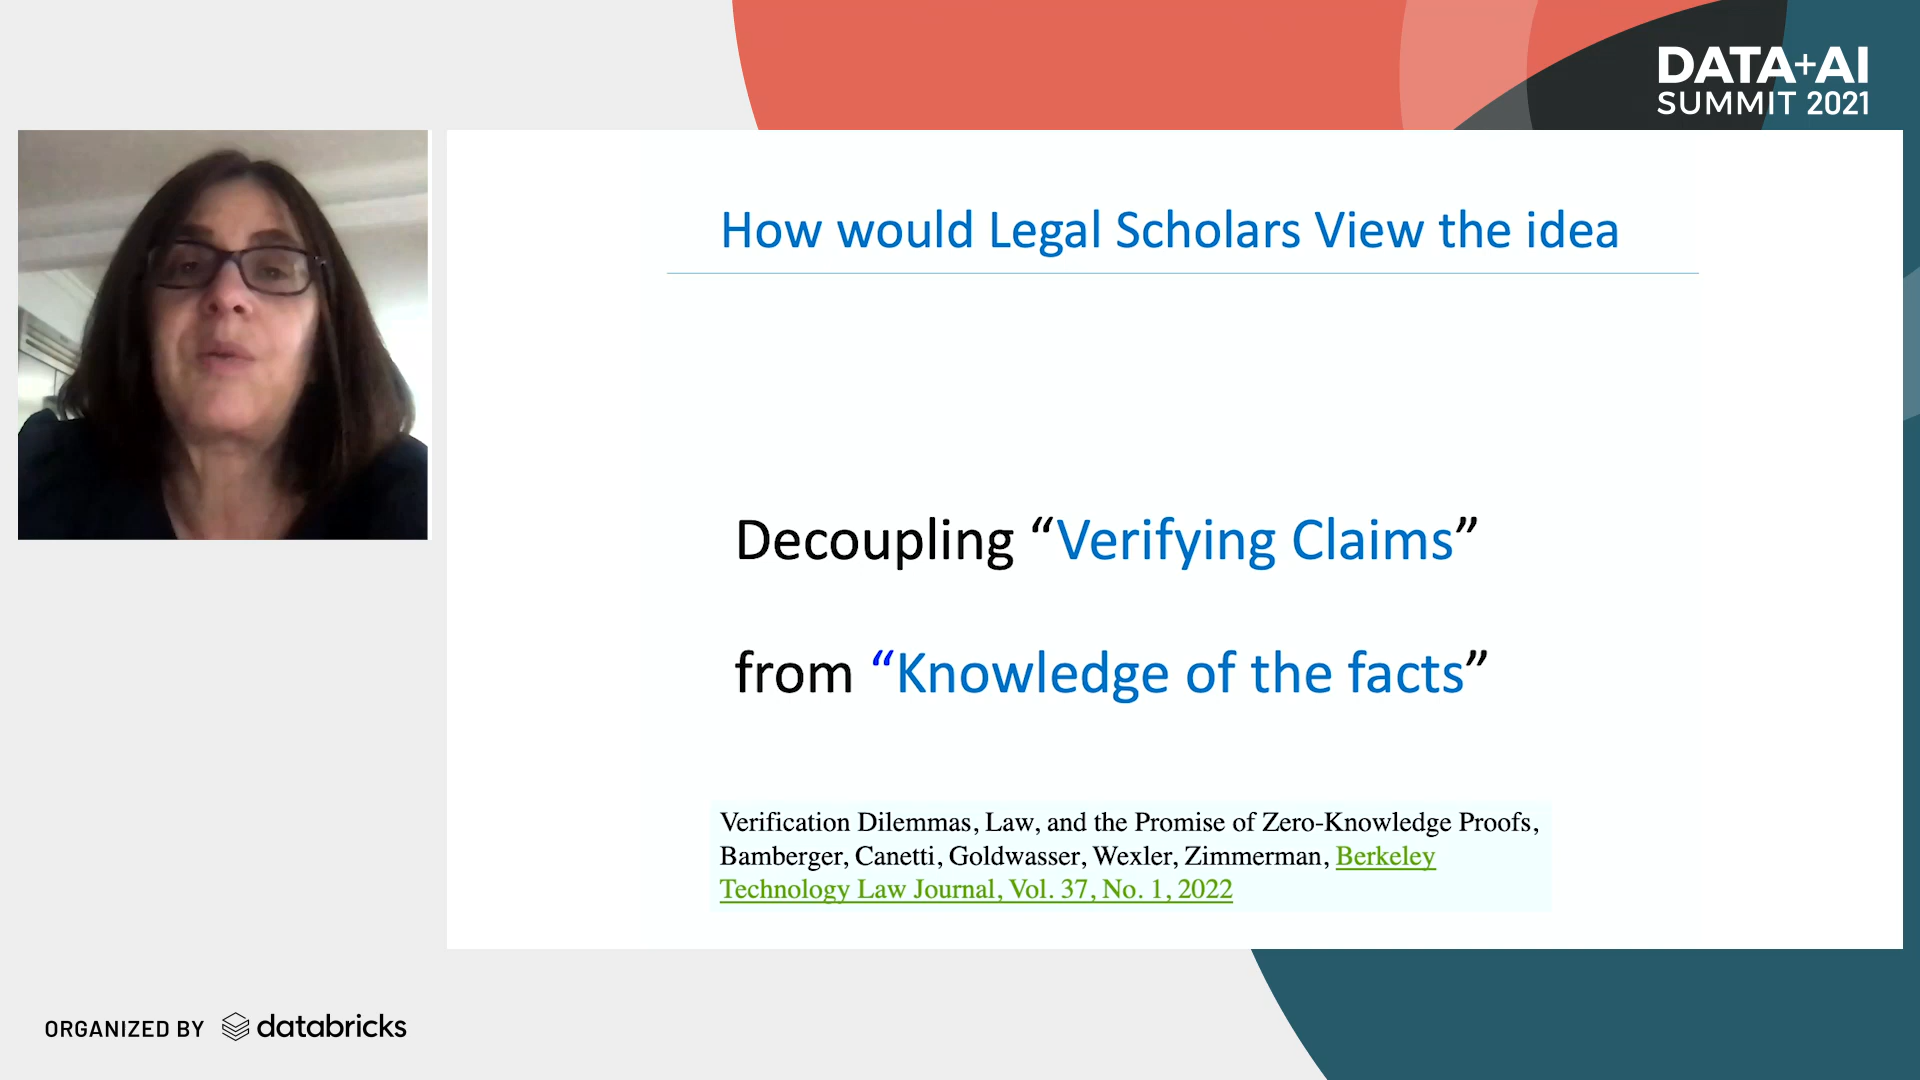 DATA+AI
SUMMIT 2021
How would Legal Scholars View the idea
Decoupling “Verifying Claims”
from “Knowledge of the facts”
Verification Dilemmas, Law, and the Promise of Zero-Knowledge Proofs,
Bamberger, Canetti, Goldwasser, Wexler, Zimmerman, Berkeley
Technology Law Journal, Vol. 37, No. 1, 2022
ORGANIZED BY databricks